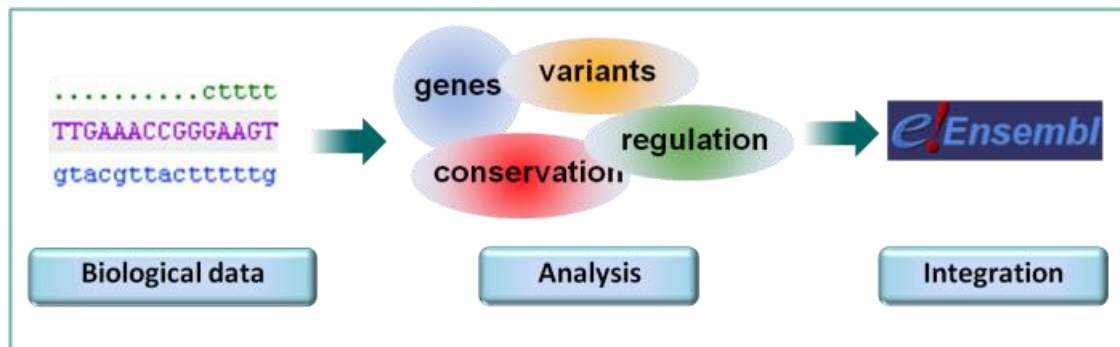 ..........ctttt
TTGAAACCGGGAAGT
gtacgttactttttg
genes
variants
regulation
conservation
e!Ensembl
Biological data
Analysis
Integration